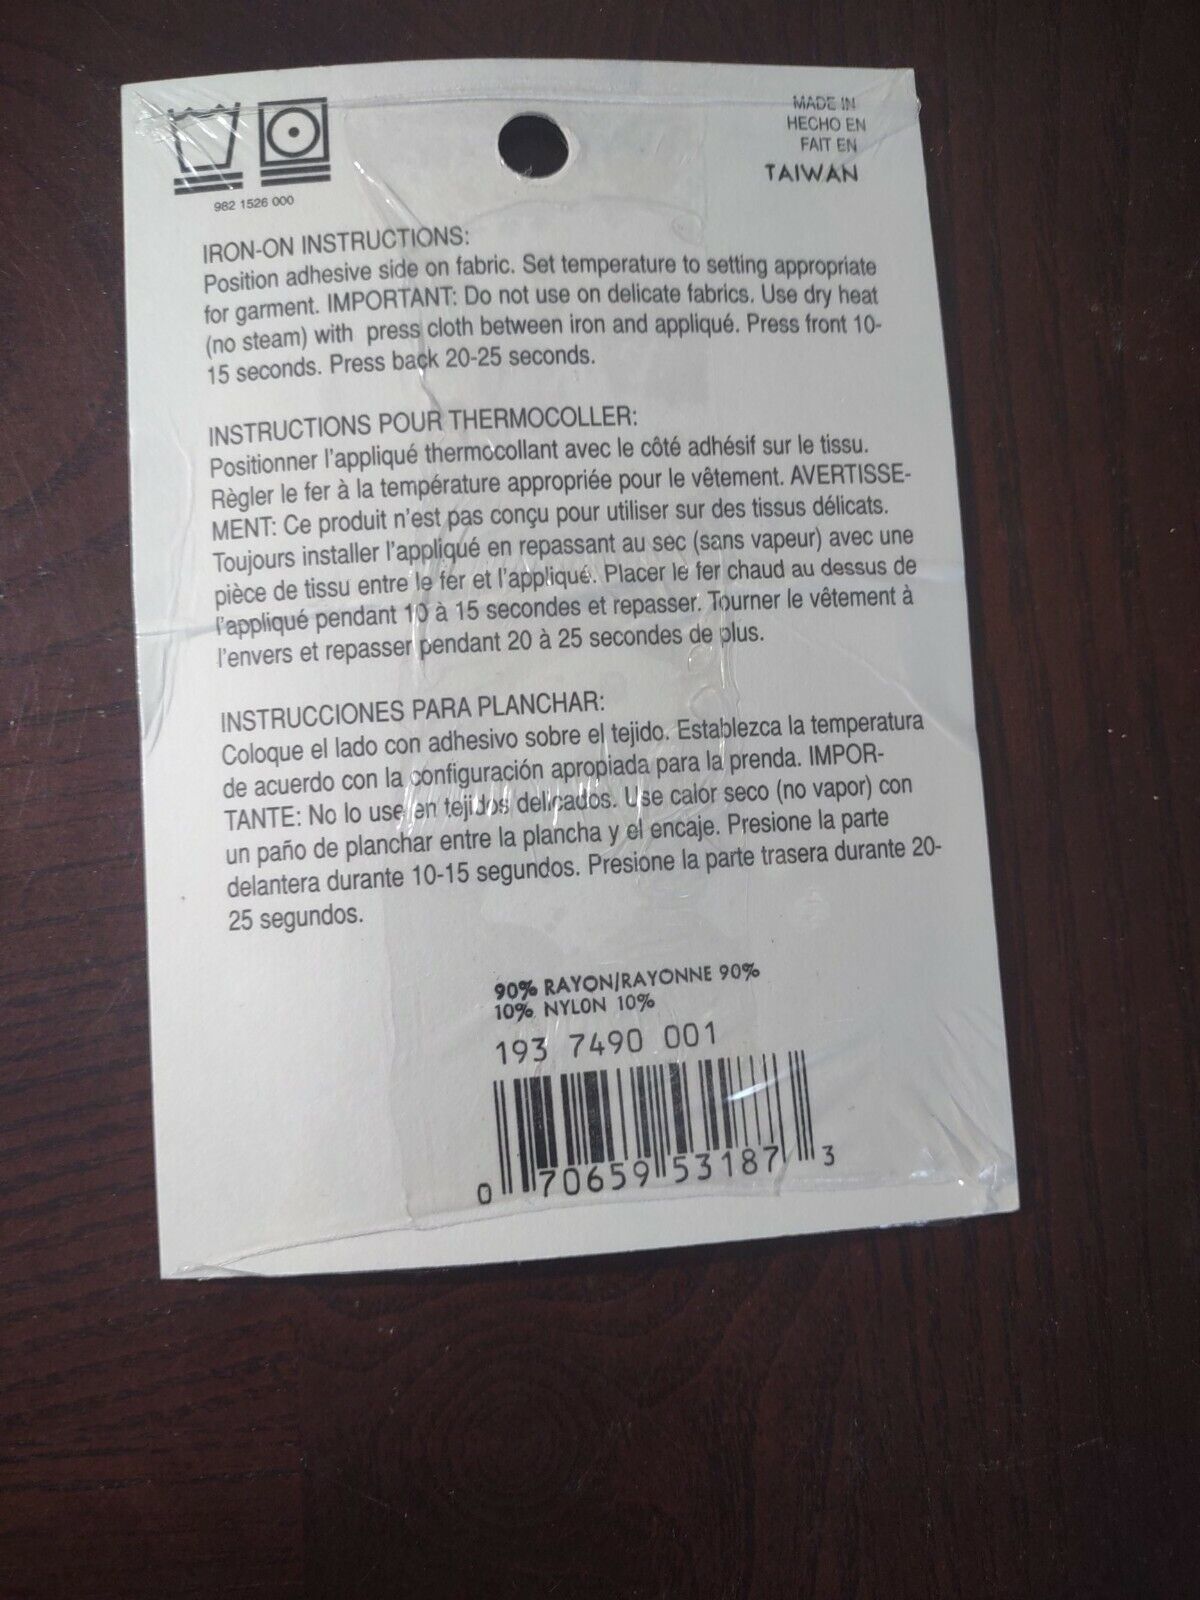 MADE IN
HECHO EN
FAIT EN
TAIWAN
982 1526 000
IRON-ON INSTRUCTIONS:
Position adhesive side on fabric. Set temperature to setting appropriate
for garment. IMPORTANT: Do not use on delicate fabrics. Use dry heat
(no steam) with press cloth between iron and appliqué. Press front 10-
15 seconds. Press back 20-25 seconds.
INSTRUCTIONS POUR THERMOCOLLER:
Positionner l'appliqué thermocollant avec le côté adhésif sur le tissu.
Règler le fer à la température appropriée pour le vêtement. AVERTISSE-
MENT: Ce produit n'est pas conçu pour utiliser sur des tissus délicats.
Toujours installer l'appliqué en repassant au sec (sans vapeur) avec une
pièce de tissu entre le fer et l'appliqué. Placer le fer chaud au dessus de
l'appliqué pendant 10 à 15 secondes et repasser. Tourner le vêtement à
l'envers et repasser pendant 20 à 25 secondes de plus.
INSTRUCCIONES PARA PLANCHAR:
Coloque el lado con adhesivo sobre el tejido. Establezca la temperatura
de acuerdo con la configuración apropiada para la prenda. IMPOR-
TANTE: No lo use en tejidos delicados. Use calor seco (no vapor) con
un paño de planchar entre la plancha y el encaje. Presione la parte
delantera durante 10-15 segundos. Presione la parte trasera durante 20-
25 segundos.
90% RAYON/RAYONNE 90%
10% NYLON 10%
193 7490 001
0 70659 53187 3